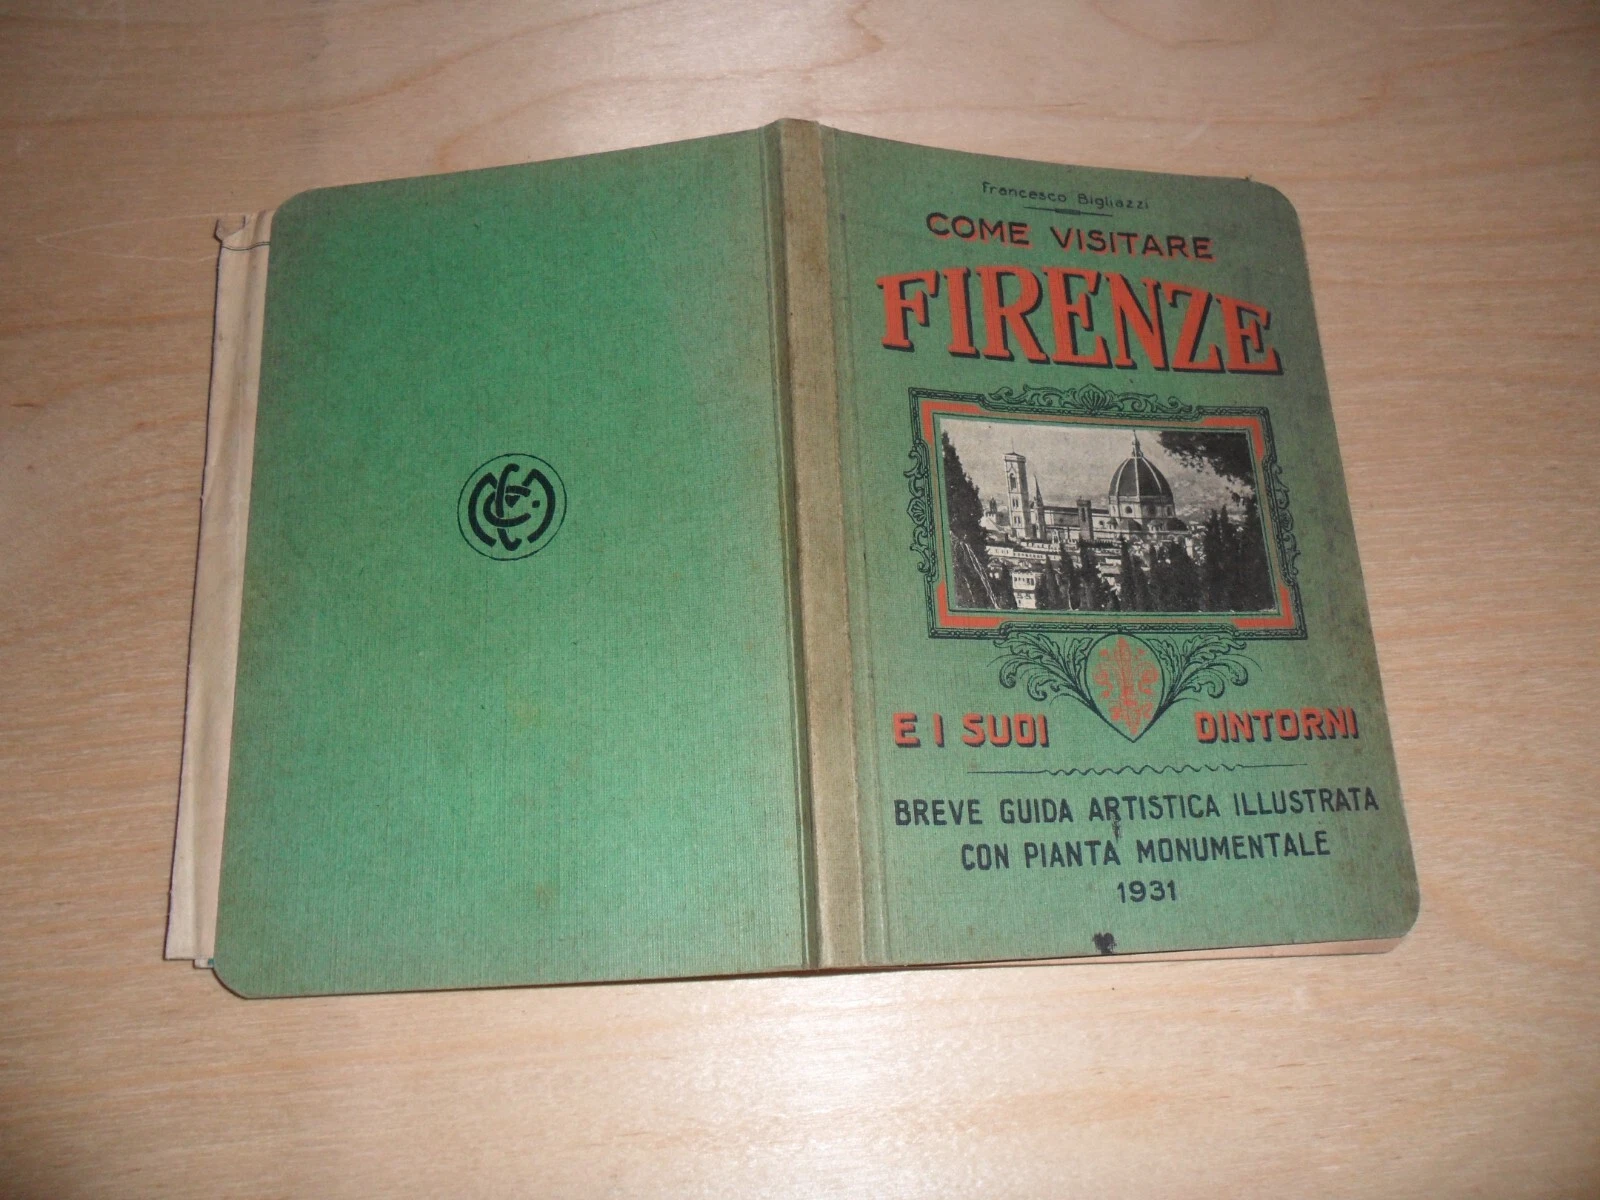 Francesco Bigliazzi
COME VISITARE
FIRENZE
E I SUOI DINTORNI
BREVE GUIDA ARTISTICA ILLUSTRATA
CON PIANTA MONUMENTALE
1931